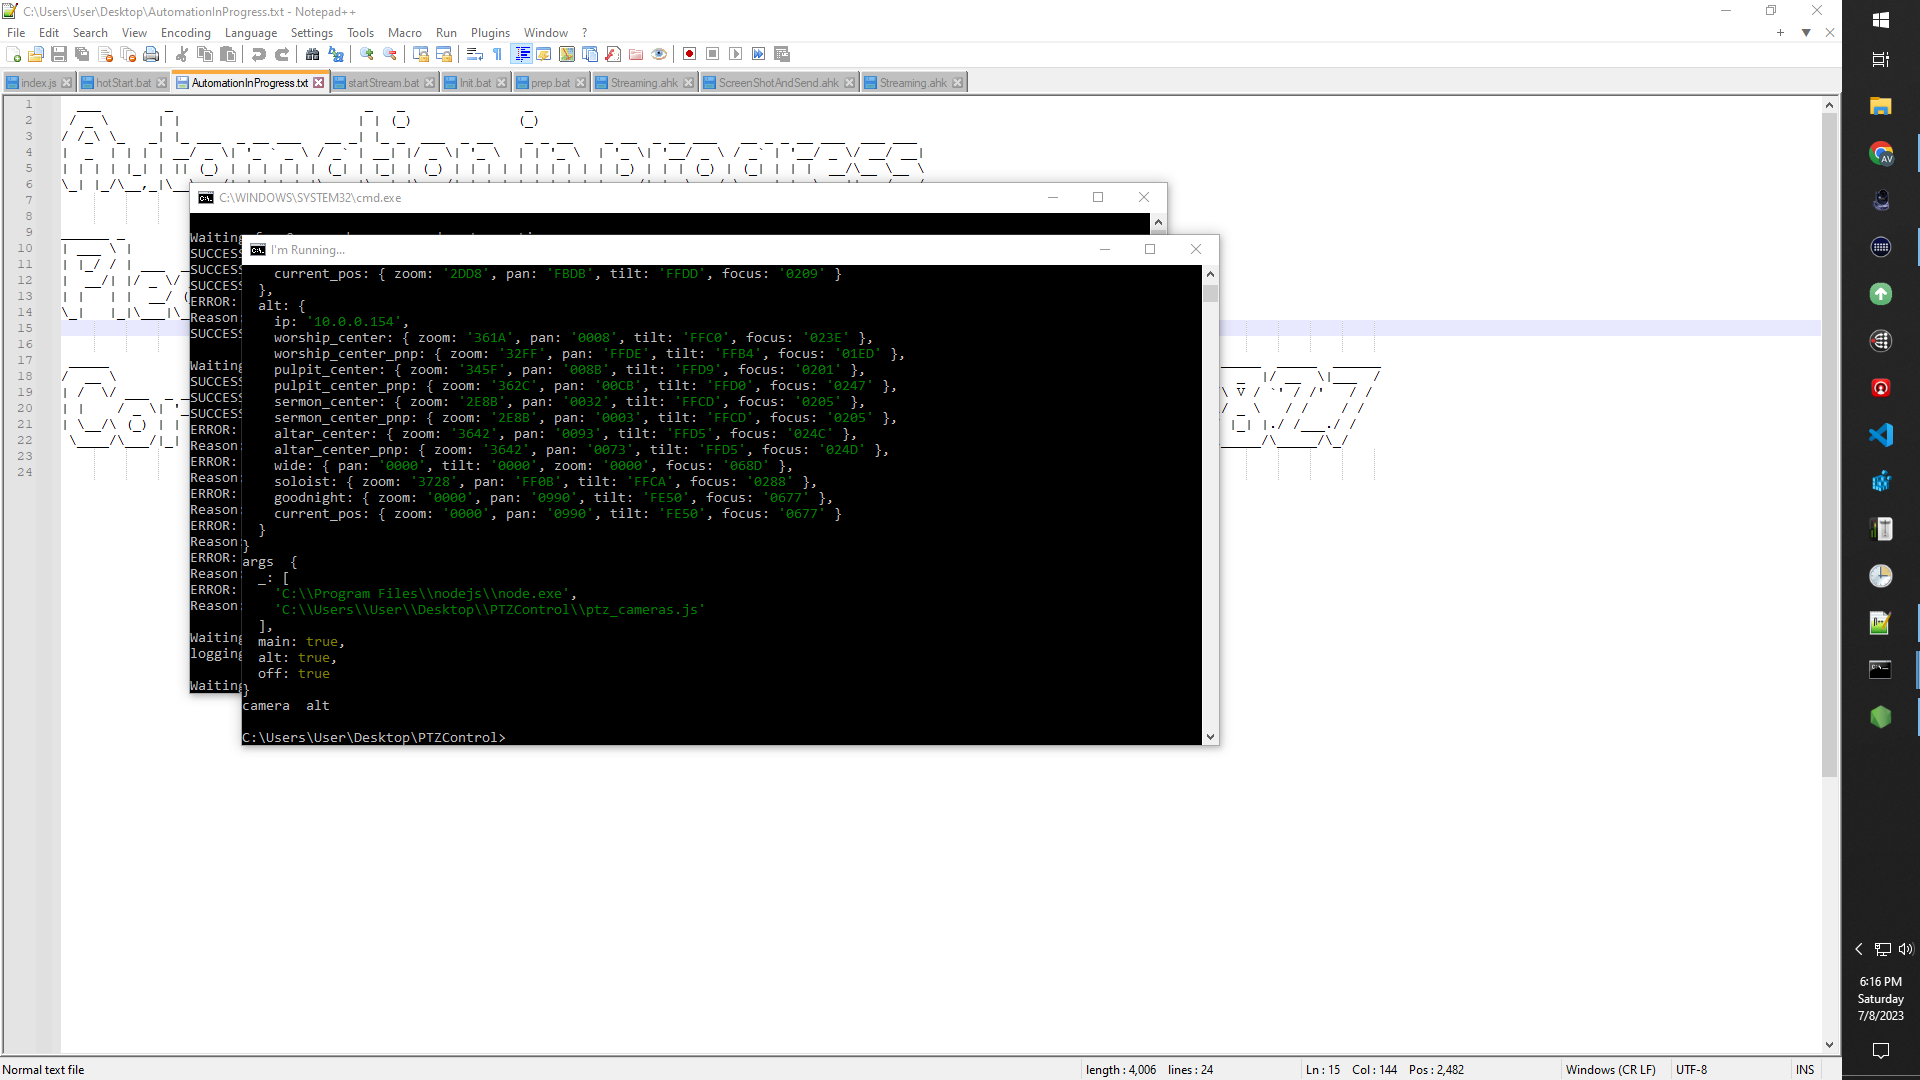 C:\Users\User\Desktop\AutomationInProgress.txt - Notepad++
File Edit Search View Encoding Language Settings Tools Macro Run Plugins Window ?
index.js hotStart.bat AutomationInProgress.txt startStream.bat Init.bat prep.bat Streaming.ahk ScreenShotAndSend.ahk Streaming.ahk
1
2
3
4
5
6
7
8
9
10
11
12
13
14
15
16
17
18
19
20
21
22
23
24
Automation in progress
C:\WINDOWS\SYSTEM32\cmd.exe
Waiting
SUCCESS
SUCCESS
SUCCESS
ERROR:
Reason:
SUCCESS
Waiting
SUCCESS
SUCCESS
SUCCESS
ERROR:
Reason:
ERROR:
Reason:
ERROR:
Reason:
ERROR:
Reason:
ERROR:
Reason:
ERROR:
Reason:
Waiting
logging
Waiting
I'm Running...
current_pos: { zoom: '2DD8', pan: 'FBDB', tilt: 'FFDD', focus: '0209' }
},
alt: {
ip: '10.0.0.154',
worship_center: { zoom: '361A', pan: '0008', tilt: 'FFC0', focus: '023E' },
worship_center_pnp: { zoom: '32FF', pan: 'FFDE', tilt: 'FFB4', focus: '01ED' },
pulpit_center: { zoom: '345F', pan: '008B', tilt: 'FFD9', focus: '0201' },
pulpit_center_pnp: { zoom: '362C', pan: '00CB', tilt: 'FFD0', focus: '0247' },
sermon_center: { zoom: '2E8B', pan: '0032', tilt: 'FFCD', focus: '0205' },
sermon_center_pnp: { zoom: '2E8B', pan: '0003', tilt: 'FFCD', focus: '0205' },
altar_center: { zoom: '3642', pan: '0093', tilt: 'FFD5', focus: '024C' },
altar_center_pnp: { zoom: '3642', pan: '0073', tilt: 'FFD5', focus: '024D' },
wide: { pan: '0000', tilt: '0000', zoom: '0000', focus: '068D' },
soloist: { zoom: '3728', pan: 'FF0B', tilt: 'FFCA', focus: '0288' },
goodnight: { zoom: '0000', pan: '0990', tilt: 'FE50', focus: '0677' },
current_pos: { zoom: '0000', pan: '0990', tilt: 'FE50', focus: '0677' }
}
}
args {
_: [
'C:\\Program Files\\nodejs\\node.exe',
'C:\\Users\\User\\Desktop\\PTZControl\\ptz_cameras.js'
],
main: true,
alt: true,
off: true
}
camera alt
C:\Users\User\Desktop\PTZControl>
6:16 PM
Saturday
7/8/2023
Normal text file
length : 4,006 lines : 24
Ln : 15 Col : 144 Pos : 2,482
Windows (CR LF)
UTF-8
INS